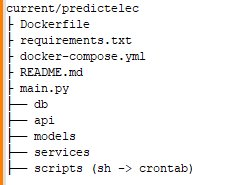 current/predictelec
├ Dockerfile
├ requirements.txt
├ docker-compose.yml
├ README.md
├ main.py
├── db
├── api
├── models
├── services
├── scripts (sh -> crontab)